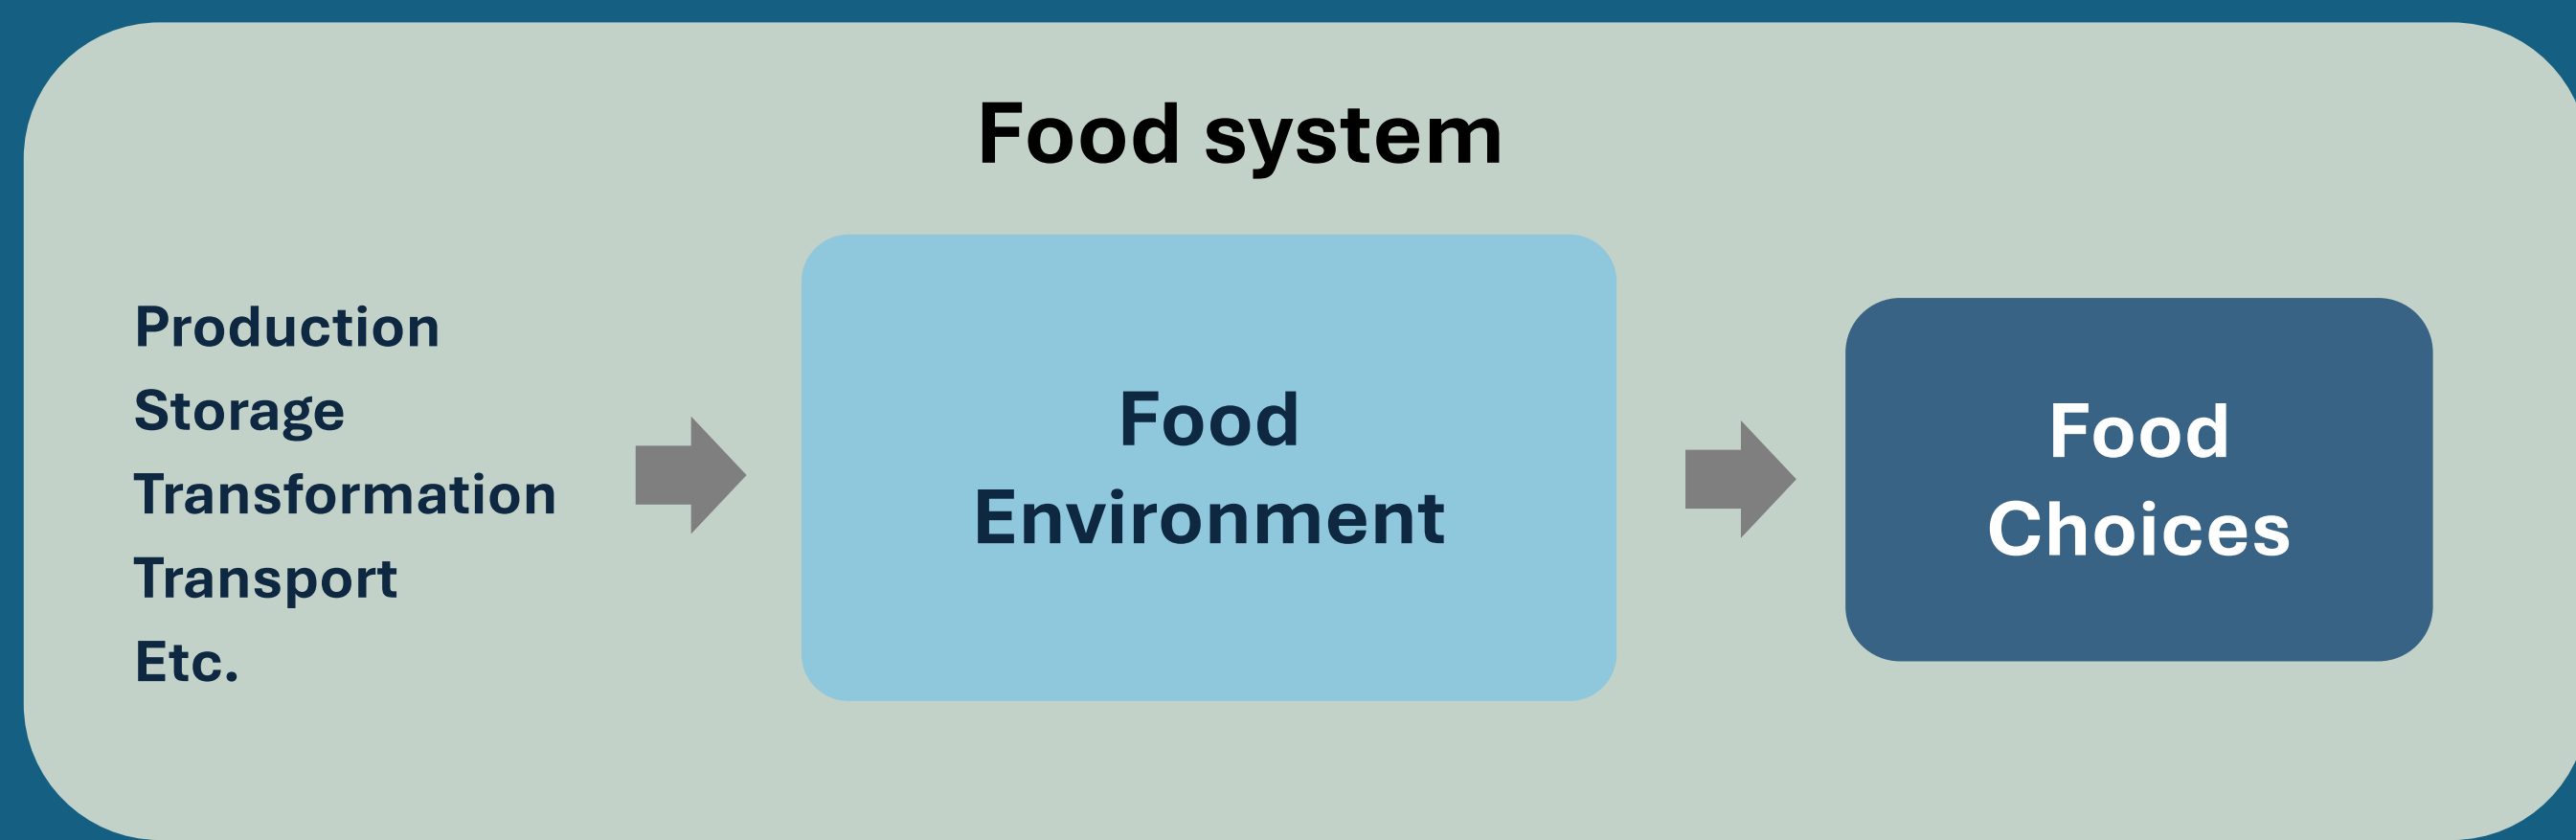 Food system
Production
Storage
Transformation
Transport
Etc.
Food
Environment
Food
Choices